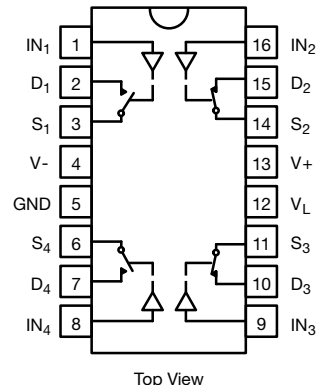 IN1 1 16 IN2
D1 2 15 D2
S1 3 14 S2
V- 4 13 V+
GND 5 12 VL
S4 6 11 S3
D4 7 10 D3
IN4 8 9 IN3
Top View